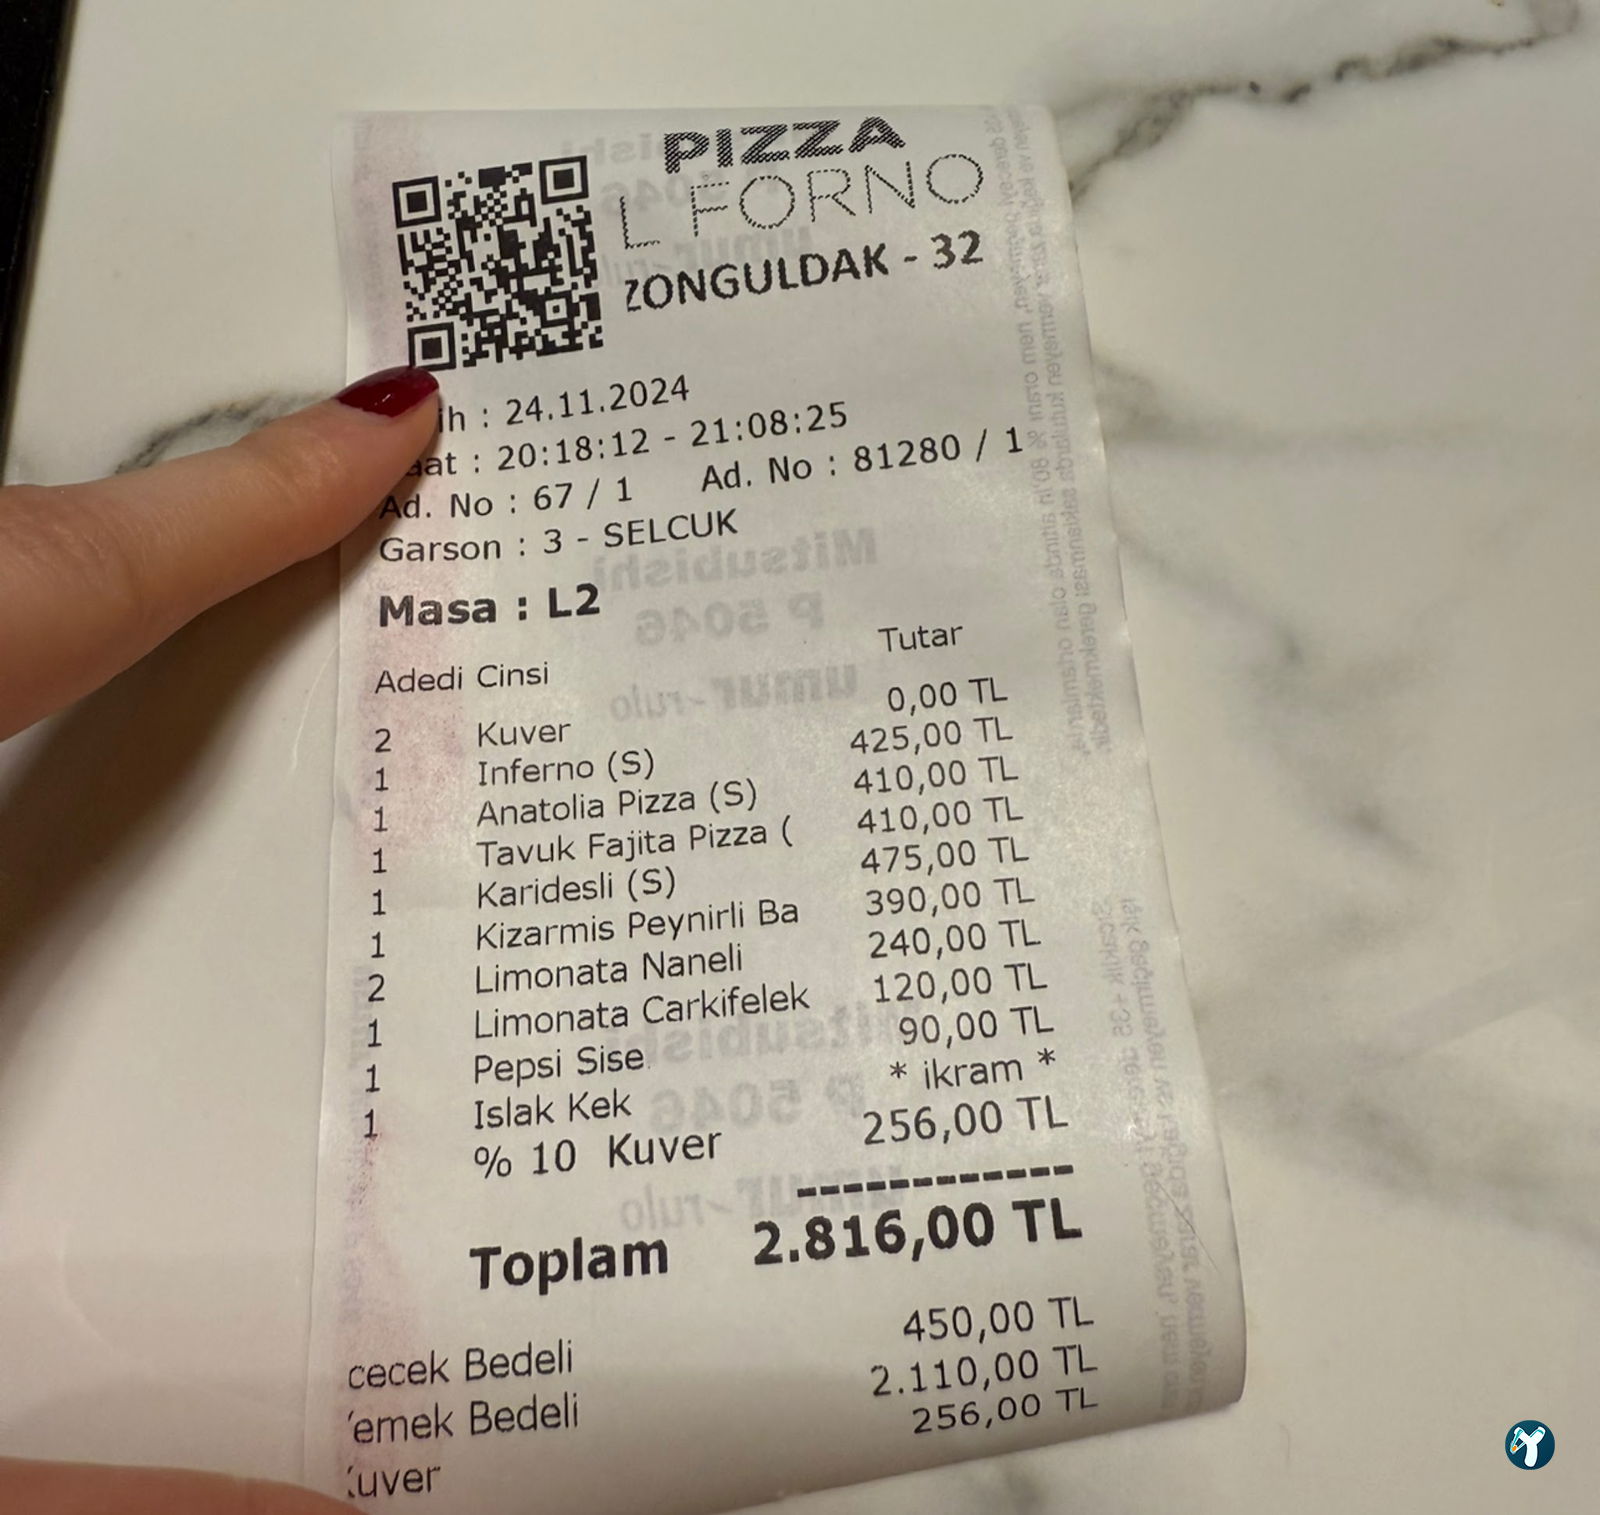 PIZZA
L FORNO
ZONGULDAK - 32
ih : 24.11.2024
aat : 20:18:12 - 21:08:25
Ad. No : 67 / 1 Ad. No : 81280 / 1
Garson : 3 - SELCUK
Masa : L2
Adedi Cinsi Tutar
2 Kuver 0,00 TL
1 Inferno (S) 425,00 TL
1 Anatolia Pizza (S) 410,00 TL
1 Tavuk Fajita Pizza ( 410,00 TL
1 Karidesli (S) 475,00 TL
1 Kizarmis Peynirli Ba 390,00 TL
2 Limonata Naneli 240,00 TL
1 Limonata Carkifelek 120,00 TL
1 Pepsi Sise 90,00 TL
1 Islak Kek * ikram *
% 10 Kuver 256,00 TL
Toplam 2.816,00 TL
cecek Bedeli 450,00 TL
emek Bedeli 2.110,00 TL
uver 256,00 TL
Mitsubishi
P 5046
umur-rulo